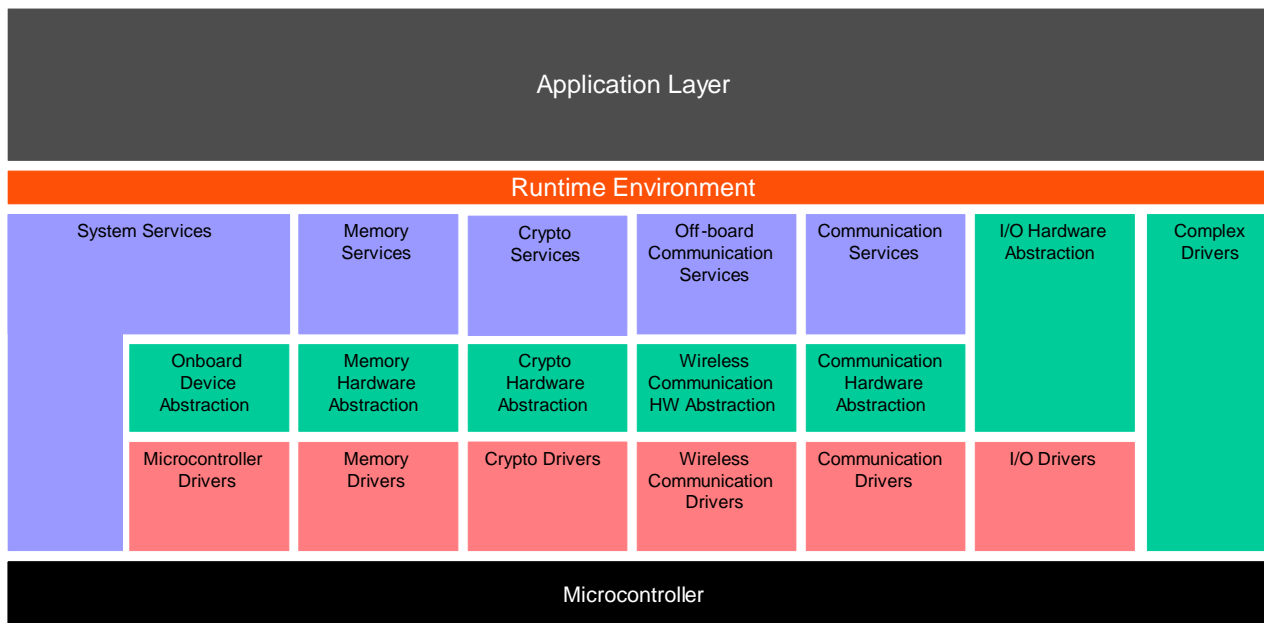 Application Layer
Runtime Environment
System Services
Memory
Services
Crypto
Services
Off-board
Communication
Services
Communication
Services
I/O Hardware
Abstraction
Complex
Drivers
Onboard
Device
Abstraction
Memory
Hardware
Abstraction
Crypto
Hardware
Abstraction
Wireless
Communication
HW Abstraction
Communication
Hardware
Abstraction
Microcontroller
Drivers
Memory
Drivers
Crypto Drivers
Wireless
Communication
Drivers
Communication
Drivers
I/O Drivers
Microcontroller